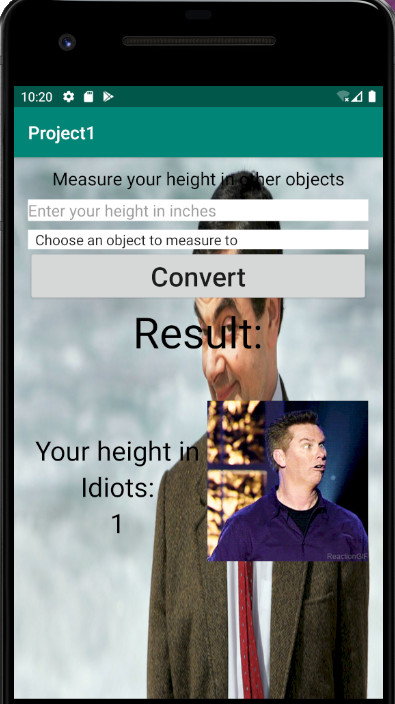 10:20
Project1
Measure your height in other objects
Enter your height in inches
Choose an object to measure to
Convert
Result:
Your height in
Idiots:
1
ReactionGIF